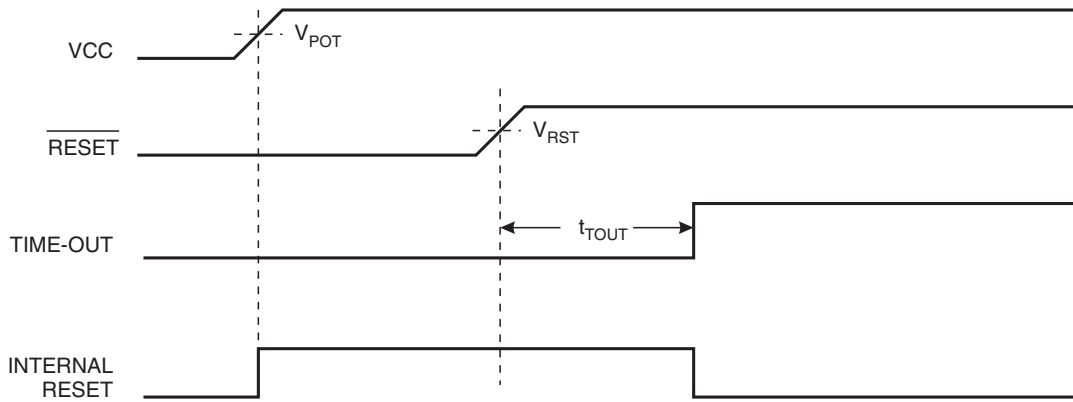 VCC
V_POT
RESET
V_RST
TIME-OUT
t_TOUT
INTERNAL
RESET